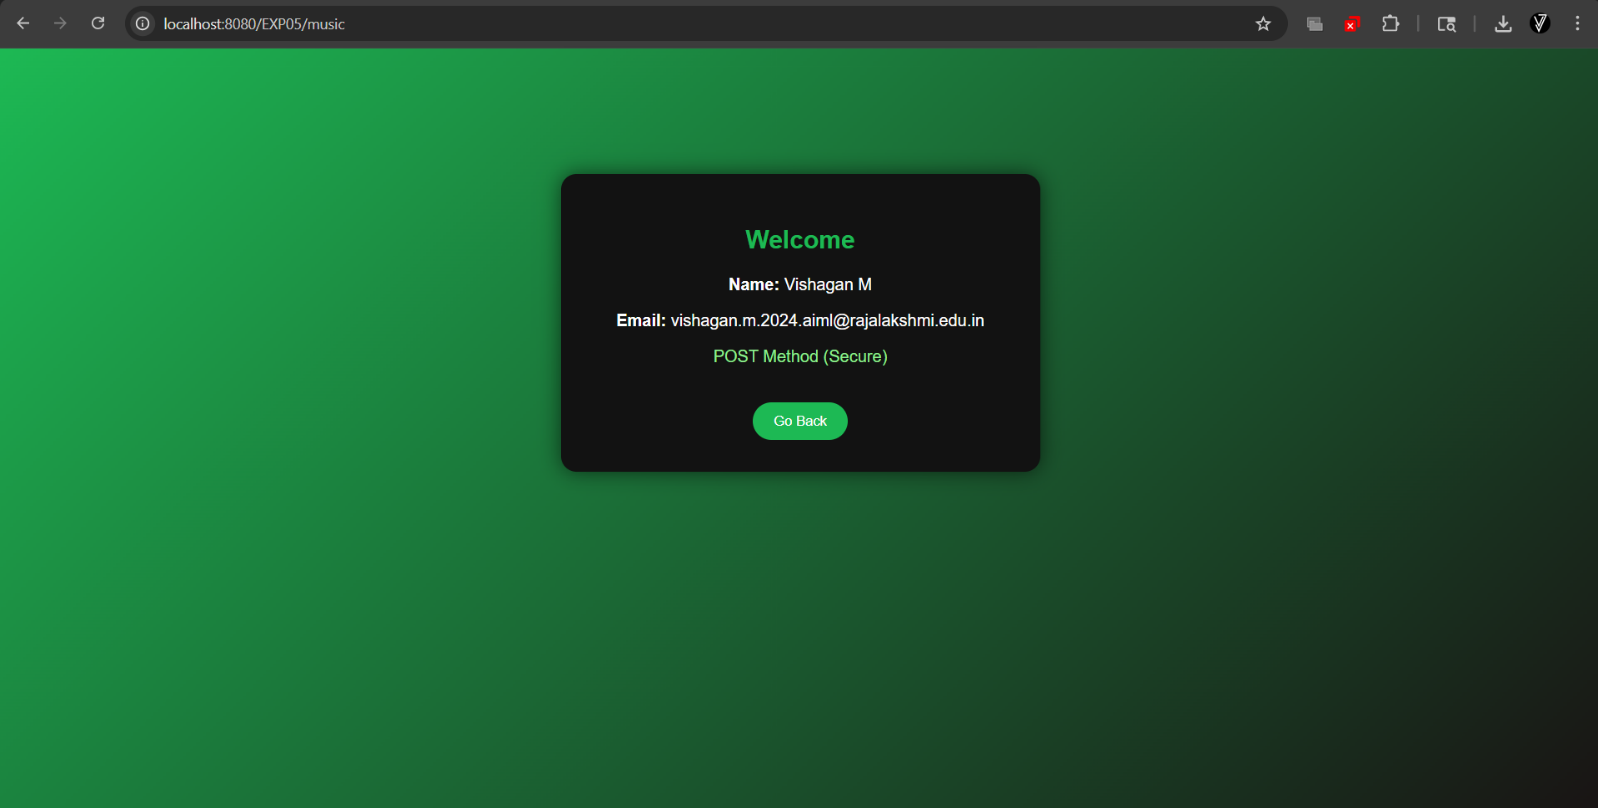 localhost:8080/EXP05/music
Welcome
Name: Vishagan M
Email: vishagan.m.2024.aiml@rajalakshmi.edu.in
POST Method (Secure)
Go Back